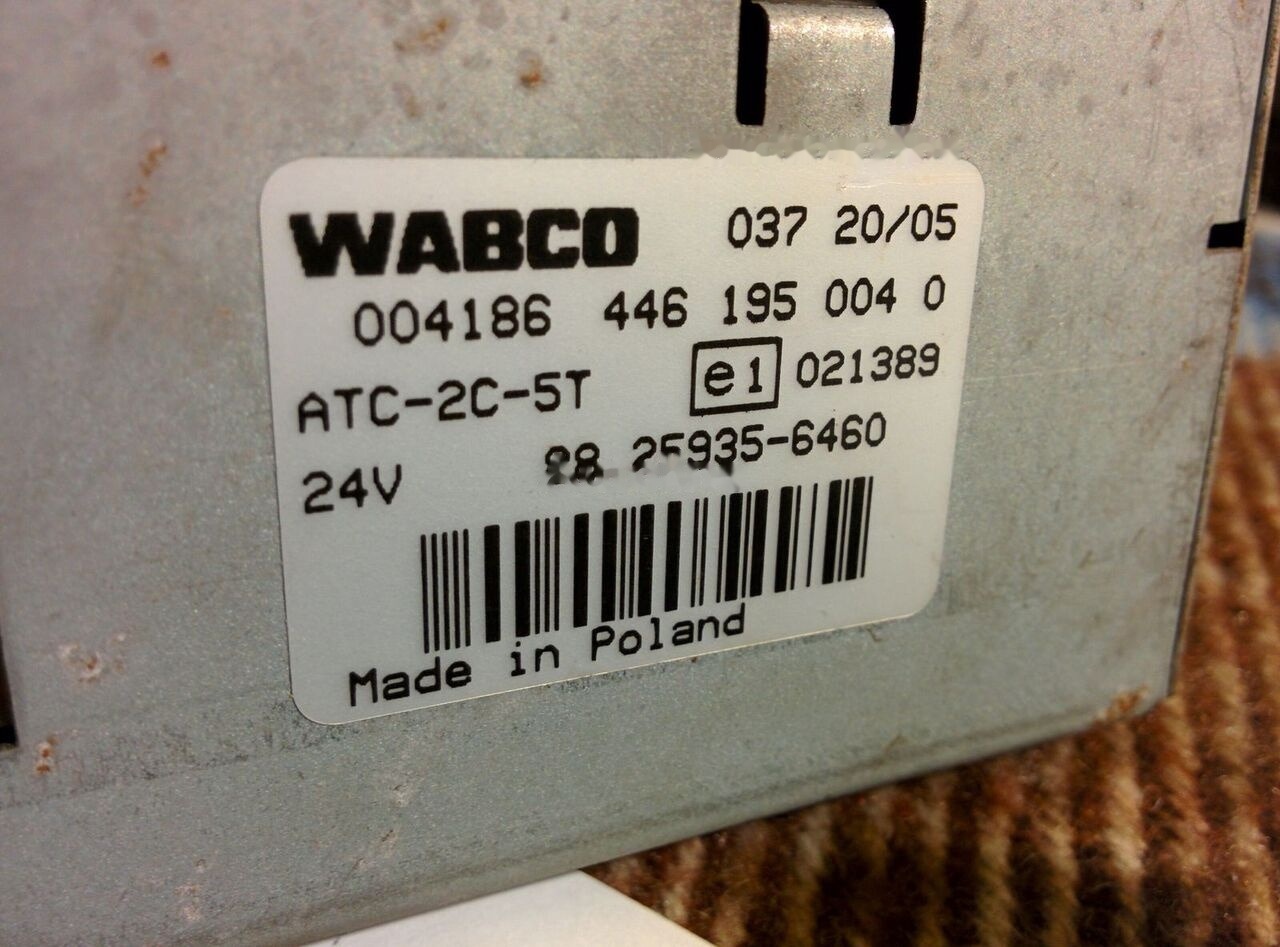 WABCO 037 20/05
004186 446 195 004 0
ATC-2C-5T e1 021389
24V 25935-6460
Made in Poland